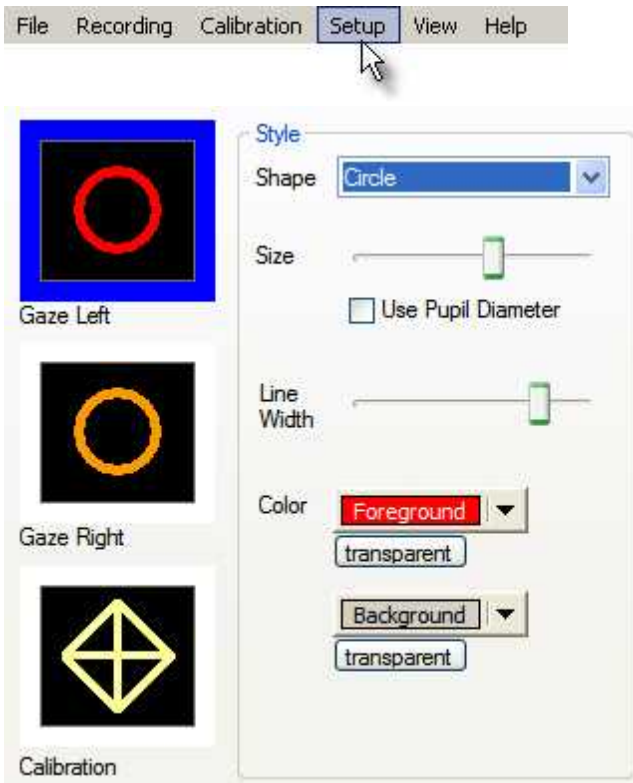 File Recording Calibration Setup View Help
Style
Shape Circle
Size
Use Pupil Diameter
Gaze Left
Line
Width
Color Foreground
transparent
Gaze Right
Background
transparent
Calibration